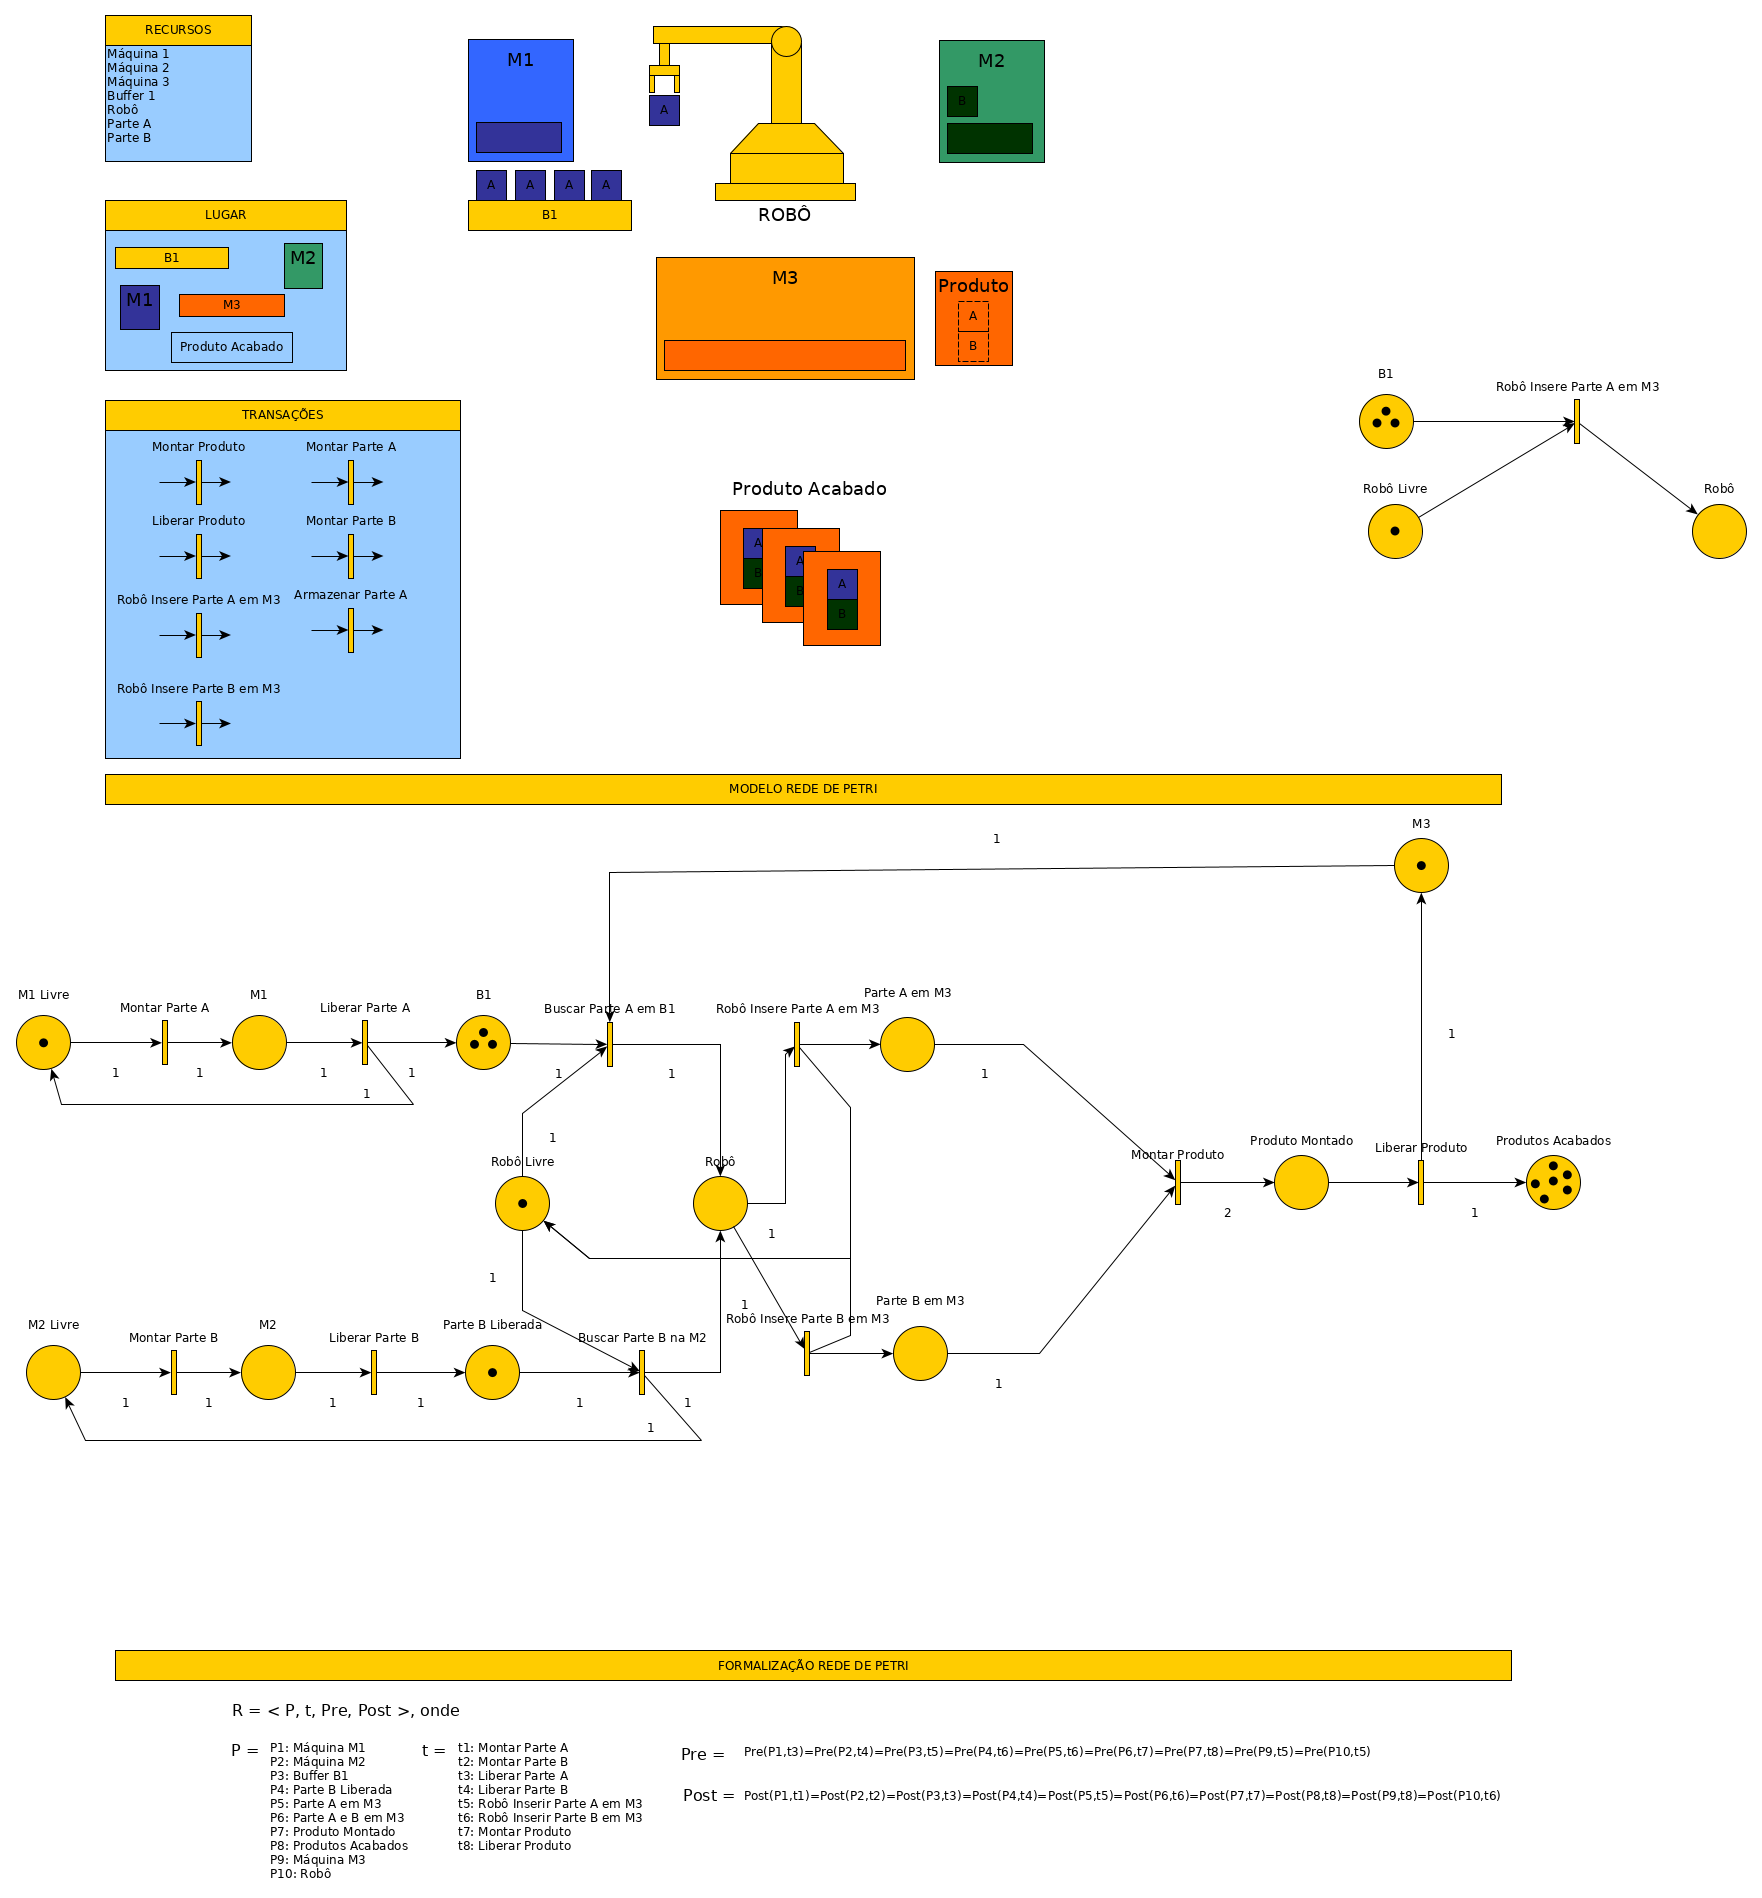 RECURSOS
Máquina 1
Máquina 2
Máquina 3
Buffer 1
Robô
Parte A
Parte B
M1
A
A
A
A
B1
A
ROBÔ
M2
B
LUGAR
B1
M2
M1
M3
Produto Acabado
M3
Produto
A
B
TRANSAÇÕES
Montar Produto
Montar Parte A
Liberar Produto
Montar Parte B
Robô Insere Parte A em M3
Armazenar Parte A
Robô Insere Parte B em M3
Produto Acabado
A
B
A
B
A
B
B1
Robô Insere Parte A em M3
Robô Livre
Robô
MODELO REDE DE PETRI
M3
1
M1 Livre
Montar Parte A
M1
Liberar Parte A
B1
Buscar Parte A em B1
Robô Insere Parte A em M3
Parte A em M3
1
1
1
1
1
1
1
1
1
1
Robô Livre
Robô
Montar Produto
Produto Montado
Liberar Produto
Produtos Acabados
2
1
1
1
1
M2 Livre
Montar Parte B
M2
Liberar Parte B
Parte B Liberada
Buscar Parte B na M2
Robô Insere Parte B em M3
Parte B em M3
1
1
1
1
1
1
1
1
FORMALIZAÇÃO REDE DE PETRI
R = < P, t, Pre, Post >, onde
P =
P1: Máquina M1
P2: Máquina M2
P3: Buffer B1
P4: Parte B Liberada
P5: Parte A em M3
P6: Parte A e B em M3
P7: Produto Montado
P8: Produtos Acabados
P9: Máquina M3
P10: Robô
t =
t1: Montar Parte A
t2: Montar Parte B
t3: Liberar Parte A
t4: Liberar Parte B
t5: Robô Inserir Parte A em M3
t6: Robô Inserir Parte B em M3
t7: Montar Produto
t8: Liberar Produto
Pre = Pre(P1,t3)=Pre(P2,t4)=Pre(P3,t5)=Pre(P4,t6)=Pre(P5,t6)=Pre(P6,t7)=Pre(P7,t8)=Pre(P9,t5)=Pre(P10,t5)
Post = Post(P1,t1)=Post(P2,t2)=Post(P3,t3)=Post(P4,t4)=Post(P5,t5)=Post(P6,t6)=Post(P7,t7)=Post(P8,t8)=Post(P9,t8)=Post(P10,t6)